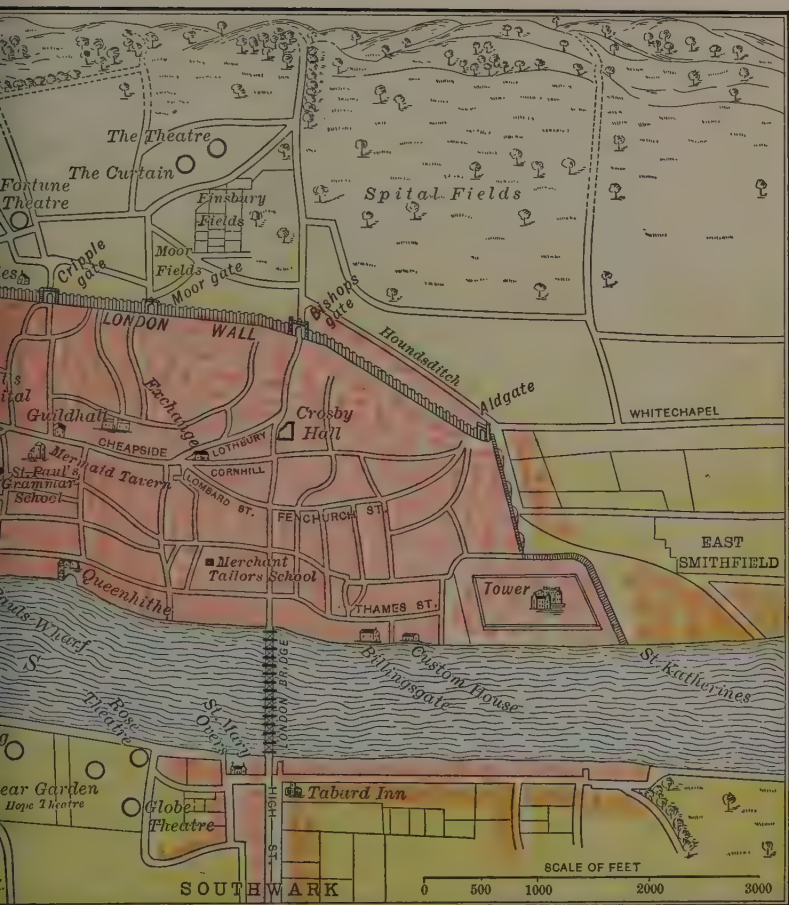 The Theatre
The Curtain
Fortune
Theatre
Finsbury
Fields
Spital Fields
Moor
Fields
Cripple
gate
Moor gate
Bishops
gate
LONDON WALL
Houndsditch
Aldgate
WHITECHAPEL
Guildhall
Exchange
Crosby
Hall
CHEAPSIDE
LOTHBURY
CORNHILL
Mermaid Tavern
St. Paul's
Grammar
School
LOMBARD ST.
FENCHURCH ST.
EAST
SMITHFIELD
Merchant
Tailors School
Queenhithe
Tower
THAMES ST.
Pauls-Wharf
S
LONDON BRIDGE
Billingsgate
Custom House
St. Katherines
Rose
Theatre
St. Mary
Overs
ear Garden
Hope Theatre
Globe
Theatre
HIGH ST.
Tabard Inn
SOUTHWARK
SCALE OF FEET
0 500 1000 2000 3000